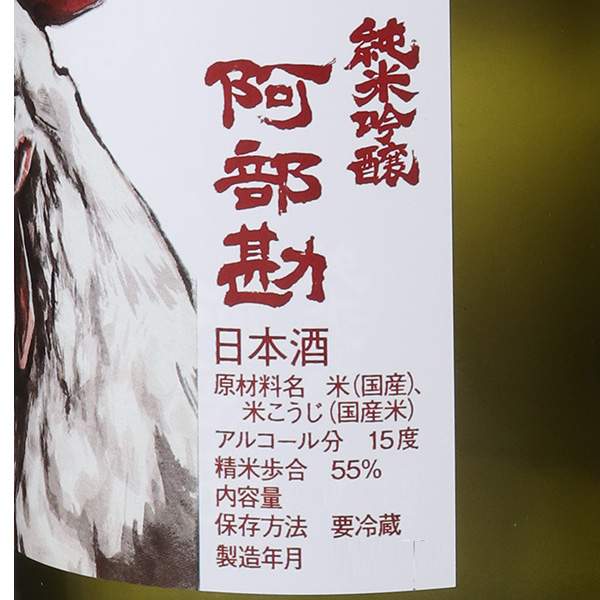 純米吟醸
阿部勘
日本酒
原材料名 米(国産)、
米こうじ(国産米)
アルコール分 15度
精米歩合 55%
内容量
保存方法 要冷蔵
製造年月